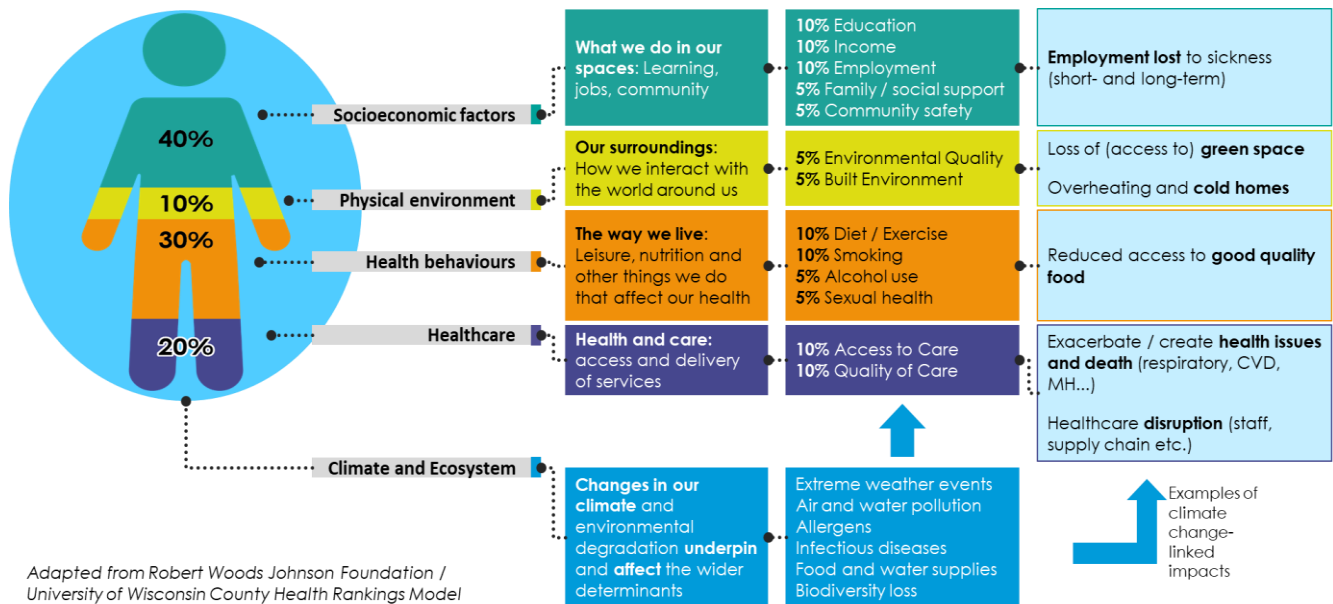 40%
10%
30%
20%
Socioeconomic factors
Physical environment
Health behaviours
Healthcare
Climate and Ecosystem
What we do in our
spaces: Learning,
jobs, community
10% Education
10% Income
10% Employment
5% Family / social support
5% Community safety
Employment lost to sickness
(short- and long-term)
Our surroundings:
How we interact with
the world around us
5% Environmental Quality
5% Built Environment
Loss of (access to) green space
Overheating and cold homes
The way we live:
Leisure, nutrition and
other things we do
that affect our health
10% Diet / Exercise
10% Smoking
5% Alcohol use
5% Sexual health
Reduced access to good quality
food
Health and care:
access and delivery
of services
10% Access to Care
10% Quality of Care
Exacerbate / create health issues
and death (respiratory, CVD,
MH...)
Healthcare disruption (staff,
supply chain etc.)
Changes in our
climate and
environmental
degradation underpin
and affect the wider
determinants
Extreme weather events
Air and water pollution
Allergens
Infectious diseases
Food and water supplies
Biodiversity loss
Examples of
climate
change-
linked
impacts
Adapted from Robert Woods Johnson Foundation /
University of Wisconsin County Health Rankings Model